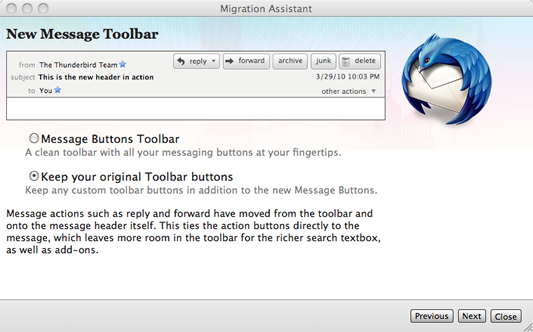 Migration Assistant
New Message Toolbar
from The Thunderbird Team reply forward archive junk delete
subject This is the new header in action 3/29/10 10:03 PM
to You other actions
Message Buttons Toolbar
A clean toolbar with all your messaging buttons at your fingertips.
Keep your original Toolbar buttons
Keep any custom toolbar buttons in addition to the new Message Buttons.
Message actions such as reply and forward have moved from the toolbar and
onto the message header itself. This ties the action buttons directly to the
message, which leaves more room in the toolbar for the richer search textbox,
as well as add-ons.
Previous Next Close